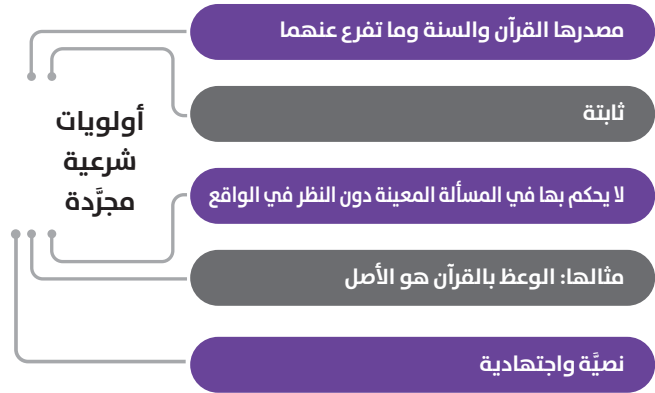 أولويات
شرعية
مجرَّدة
مصدرها القرآن والسنة وما تفرع عنهما
ثابتة
لا يحكم بها في المسألة المعينة دون النظر في الواقع
مثالها: الوعظ بالقرآن هو الأصل
نصيَّة واجتهادية